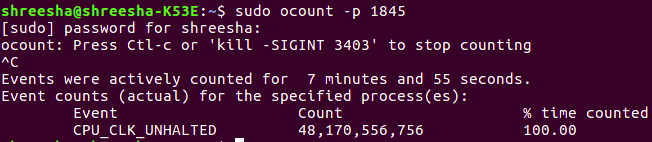 shreesha@shreesha-K53E:~$ sudo ocount -p 1845
[sudo] password for shreesha:
ocount: Press Ctl-c or 'kill -SIGINT 3403' to stop counting
^C
Events were actively counted for  7 minutes and 55 seconds.
Event counts (actual) for the specified process(es):
Event Count % time counted
CPU_CLK_UNHALTED 48,170,556,756 100.00